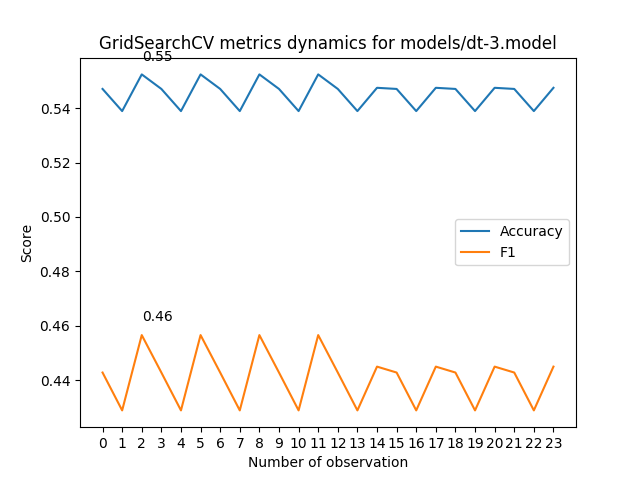 GridSearchCV metrics dynamics for models/dt-3.model
0.55
0.54
0.52
0.50
Accuracy
F1
Score
0.48
0.46
0.46
0.44
0 1 2 3 4 5 6 7 8 9 10 11 12 13 14 15 16 17 18 19 20 21 22 23
Number of observation